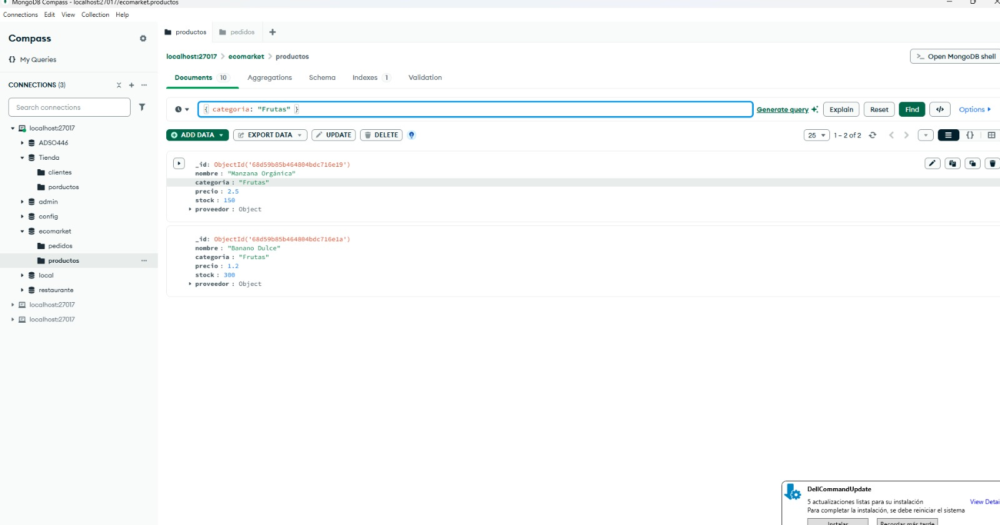 MongoDB Compass - localhost:27017/ecomarket.productos
Connections Edit View Collection Help
Compass
{} My Queries
CONNECTIONS (3)
Search connections
localhost:27017
ADSO446
Tienda
clientes
porductos
admin
config
ecomarket
pedidos
productos
local
restaurante
localhost:27017
localhost:27017
productos pedidos
localhost:27017 > ecomarket > productos
>_ Open MongoDB shell
Documents 10 Aggregations Schema Indexes 1 Validation
{ categoria: "Frutas" }
Generate query Explain Reset Find </> Options
ADD DATA EXPORT DATA UPDATE DELETE
25 1 – 2 of 2 {}
_id: ObjectId('68d59b85b464804bdc716e19')
nombre : "Manzana Orgánica"
categoria : "Frutas"
precio : 2.5
stock : 150
proveedor : Object
_id: ObjectId('68d59b85b464804bdc716e1a')
nombre : "Banano Dulce"
categoria : "Frutas"
precio : 1.2
stock : 300
proveedor : Object
DellCommandUpdate
5 actualizaciones listas para su instalación View Detai
Para completar la instalación, se debe reiniciar el sistema
Instalar Recordar más tarde